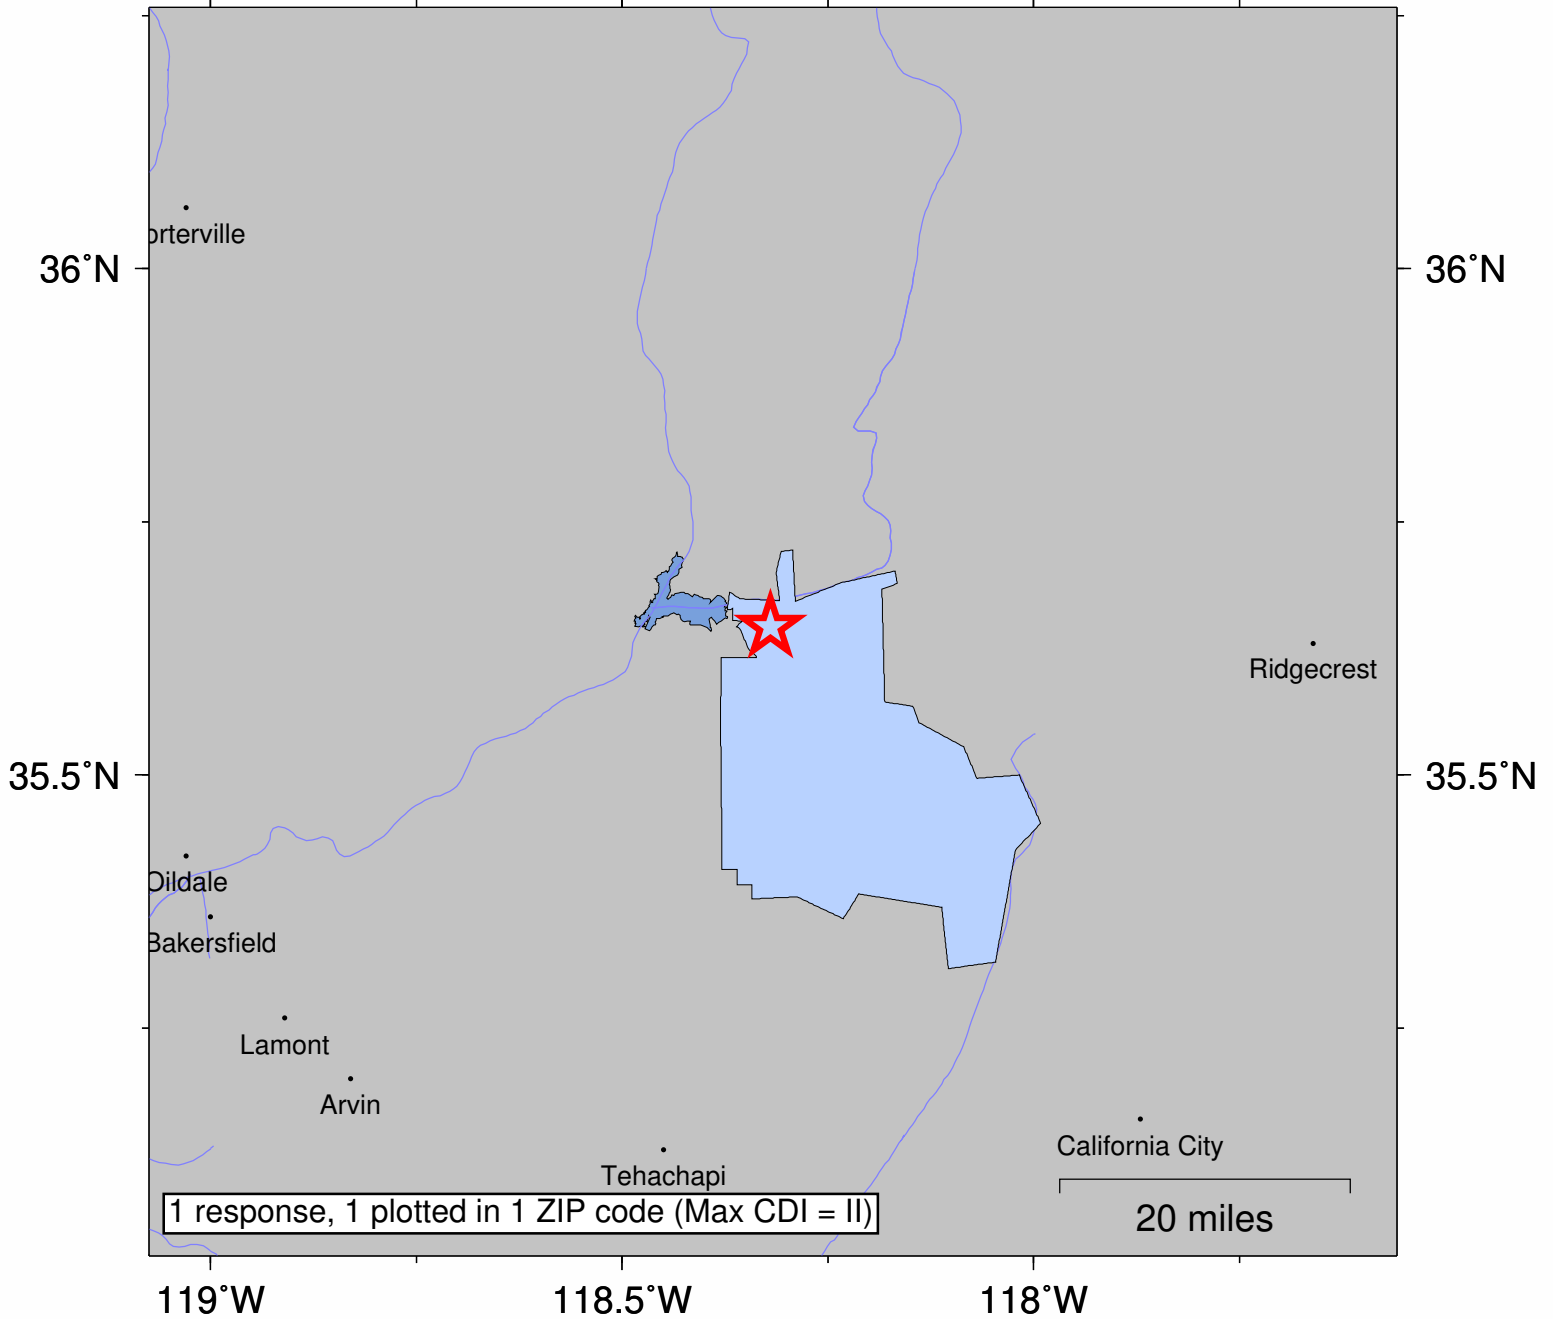 orterville
36°N
36°N
Ridgecrest
35.5°N
35.5°N
Oildale
Bakersfield
Lamont
Arvin
California City
Tehachapi
1 response, 1 plotted in 1 ZIP code (Max CDI = II)
20 miles
119°W
118.5°W
118°W